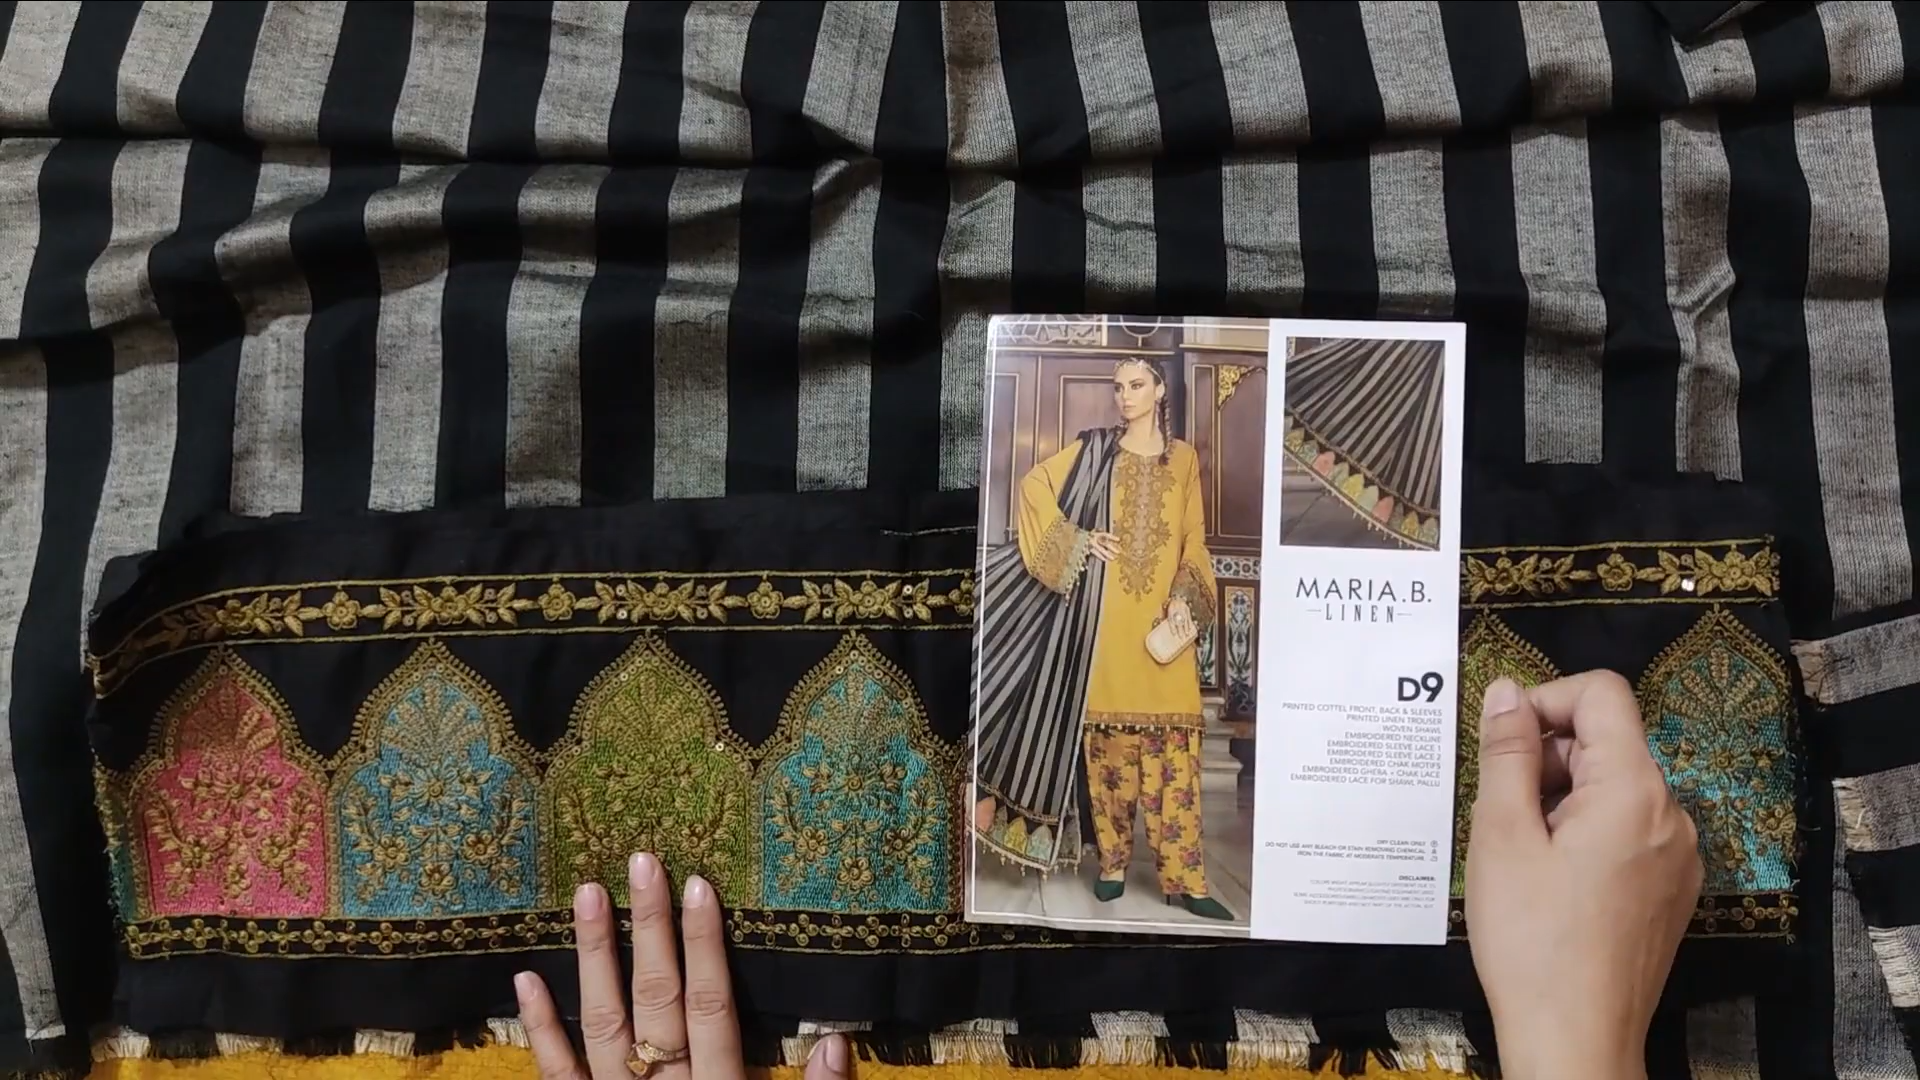 MARIA.B.
LINEN
D9
PRINTED COTTEL FRONT, BACK & SLEEVES
PRINTED LINEN TROUSER
WOVEN SHAWL
EMBROIDERED NECKLINE
EMBROIDERED SLEEVE LACE 1
EMBROIDERED SLEEVE LACE 2
EMBROIDERED CHAK MOTIFS
EMBROIDERED GHERA + CHAK LACE
EMBROIDERED LACE FOR SHAWL PALLU
DRY CLEAN ONLY
DO NOT USE ANY BLEACH OR STAIN REMOVING CHEMICAL
IRON THE FABRIC AT MODERATE TEMPERATURE.
DISCLAIMER: